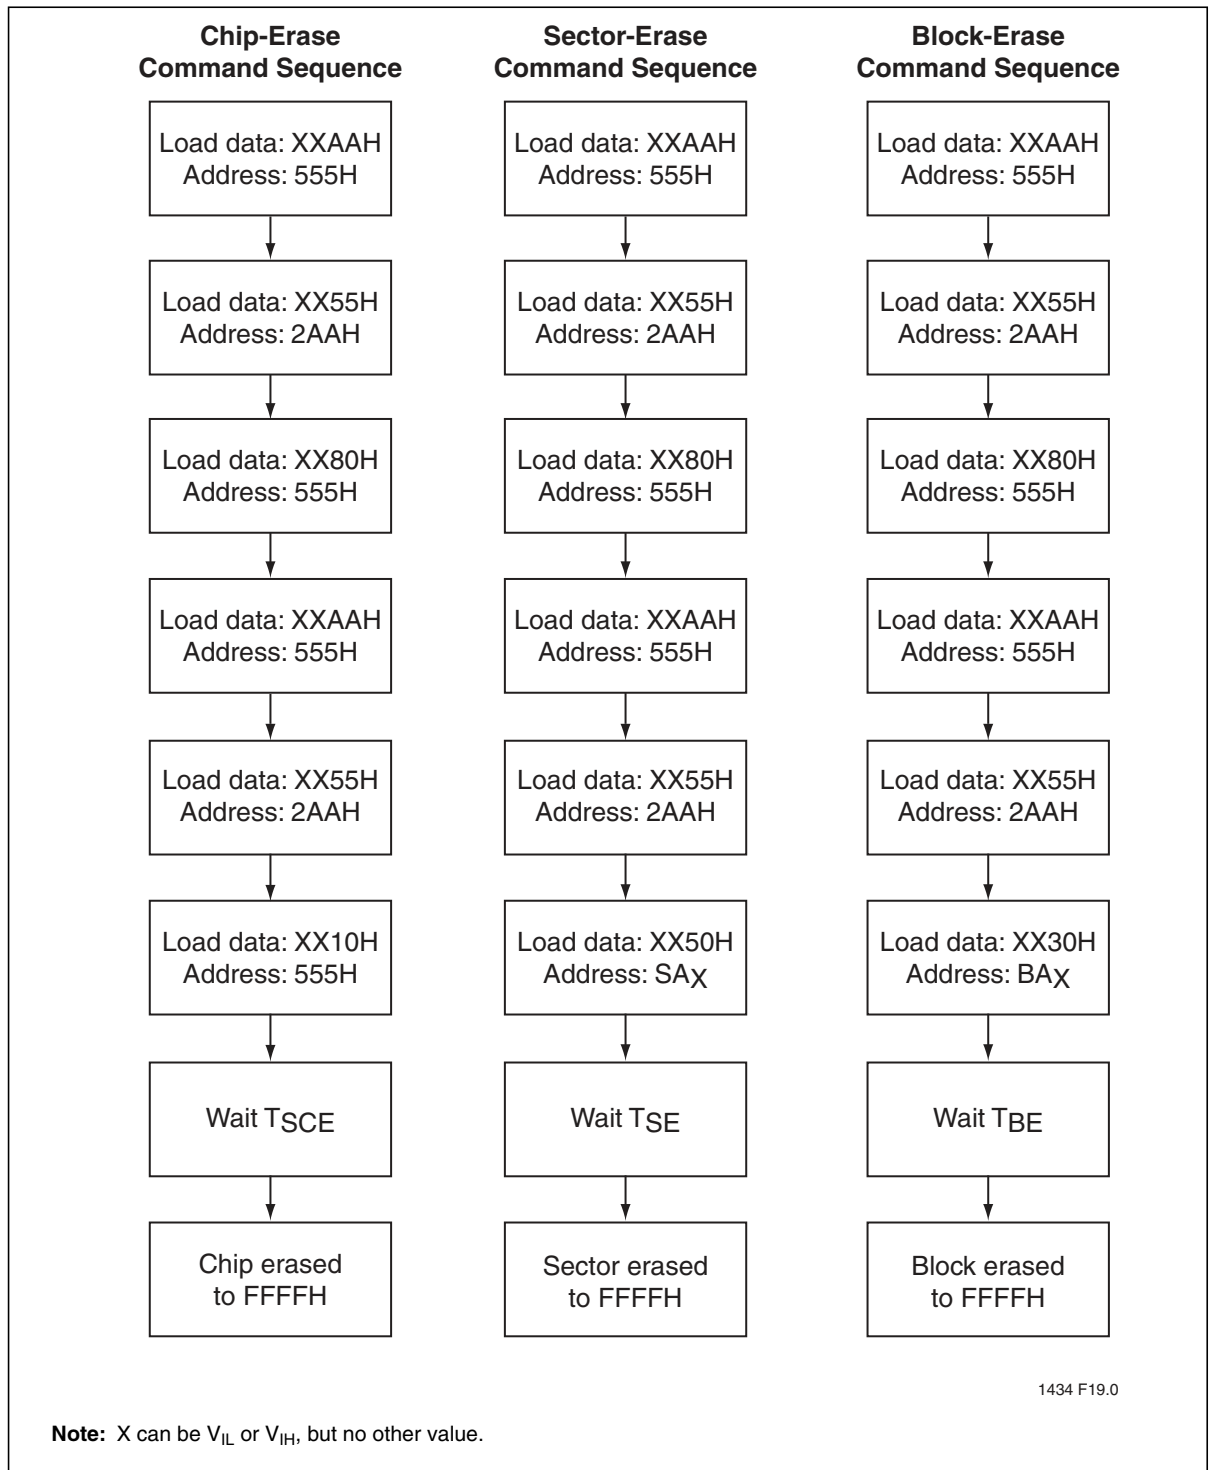 Chip-Erase
Command Sequence
Load data: XXAAH
Address: 555H
Load data: XX55H
Address: 2AAH
Load data: XX80H
Address: 555H
Load data: XXAAH
Address: 555H
Load data: XX55H
Address: 2AAH
Load data: XX10H
Address: 555H
Wait TSCE
Chip erased
to FFFFH
Sector-Erase
Command Sequence
Load data: XXAAH
Address: 555H
Load data: XX55H
Address: 2AAH
Load data: XX80H
Address: 555H
Load data: XXAAH
Address: 555H
Load data: XX55H
Address: 2AAH
Load data: XX50H
Address: SAX
Wait TSE
Sector erased
to FFFFH
Block-Erase
Command Sequence
Load data: XXAAH
Address: 555H
Load data: XX55H
Address: 2AAH
Load data: XX80H
Address: 555H
Load data: XXAAH
Address: 555H
Load data: XX55H
Address: 2AAH
Load data: XX30H
Address: BAX
Wait TBE
Block erased
to FFFFH
1434 F19.0
Note: X can be VIL or VIH, but no other value.